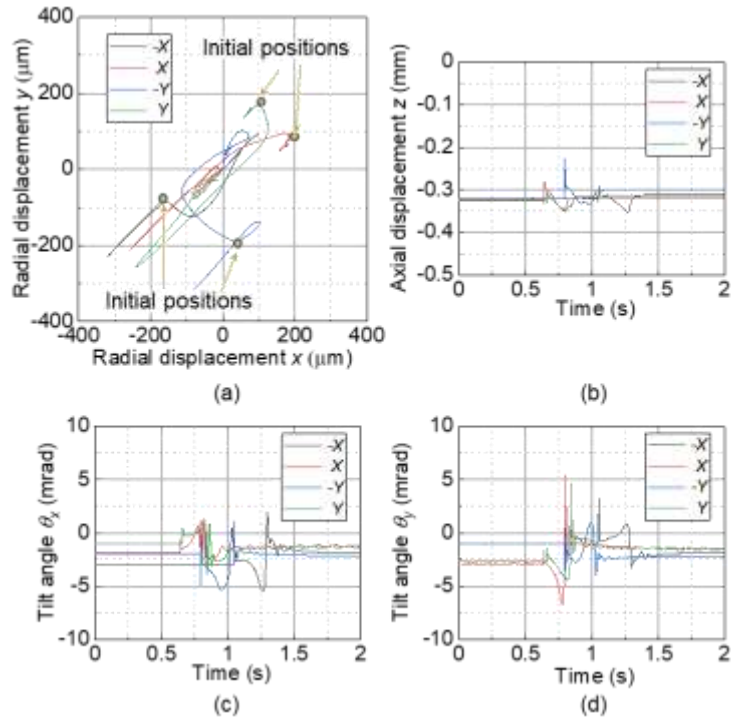 400
200
0
-200
-400
-400
-200
0
200
400
Radial displacement y (μm)
Radial displacement x (μm)
-X
X
-Y
Y
Initial positions
Initial positions
(a)
0
-0.1
-0.2
-0.3
-0.4
-0.5
0
0.5
1
1.5
2
Axial displacement z (mm)
Time (s)
-X
X
-Y
Y
(b)
10
5
0
-5
-10
0
0.5
1
1.5
2
Tilt angle θx (mrad)
Time (s)
-X
X
-Y
Y
(c)
10
5
0
-5
-10
0
0.5
1
1.5
2
Tilt angle θy (mrad)
Time (s)
-X
X
-Y
Y
(d)